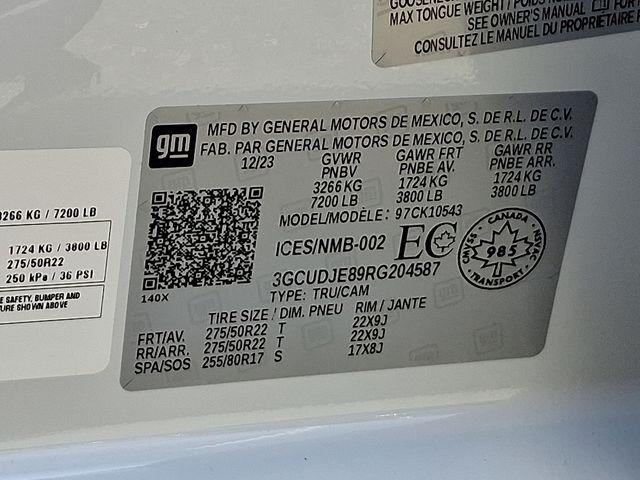 GOOSENECK
MAX TONGUE WEIGHT / POIDS
SEE OWNER'S MANUAL FOR
CONSULTEZ LE MANUEL DU PROPRIETAIRE
gm
MFD BY GENERAL MOTORS DE MEXICO, S. DE R.L. DE C.V.
FAB. PAR GENERAL MOTORS DE MEXICO, S. DE R.L. DE C.V.
12/23 GVWR GAWR FRT GAWR RR
PNBV PNBE AV. PNBE ARR.
3266 KG 1724 KG 1724 KG
7200 LB 3800 LB 3800 LB
MODEL/MODÈLE: 97CK10543
ICES/NMB-002 EC
CANADA
985
TRANSPORT
3GCUDJE89RG204587
140X
TYPE: TRU/CAM
TIRE SIZE / DIM. PNEU RIM / JANTE
FRT/AV. 275/50R22 T 22X9J
RR/ARR. 275/50R22 T 22X9J
SPA/SOS 255/80R17 S 17X8J
3266 KG / 7200 LB
1724 KG / 3800 LB
275/50R22
250 kPa / 36 PSI
SAFETY, BUMPER AND
SHOWN ABOVE